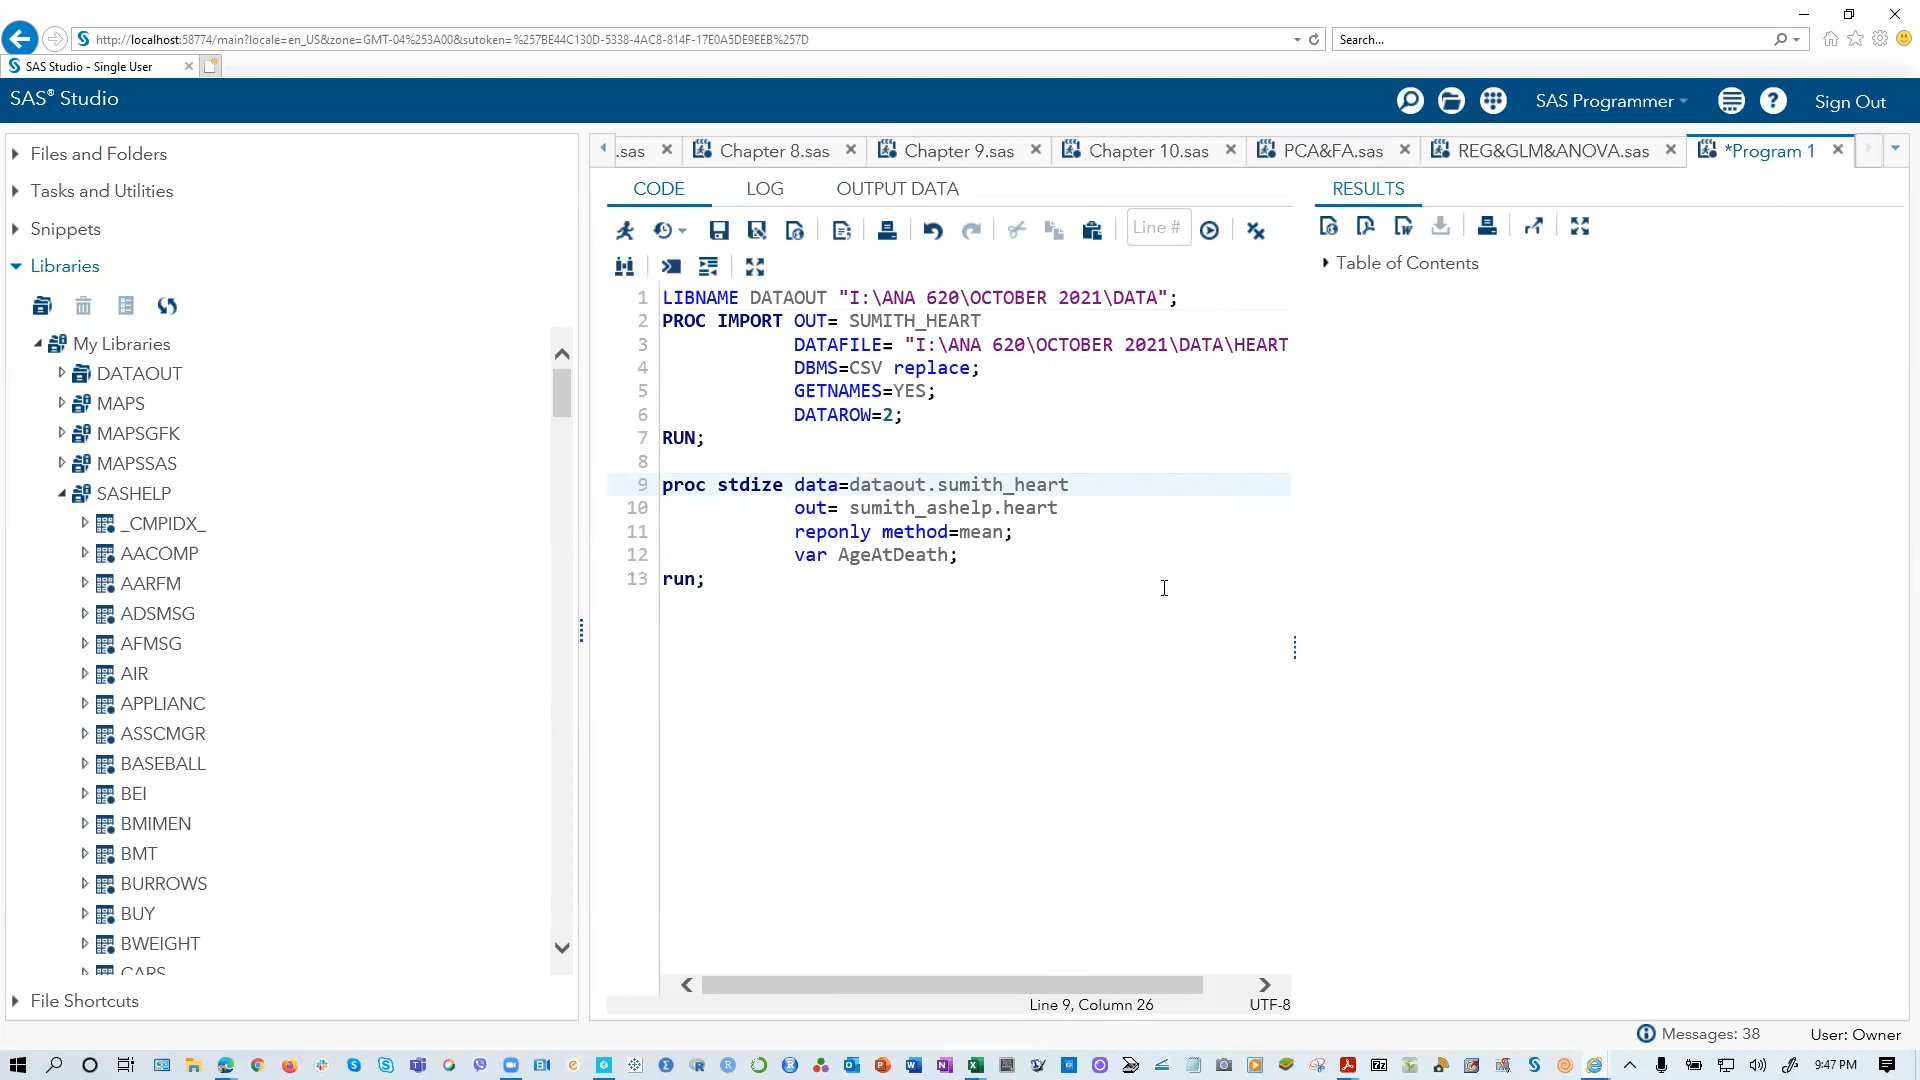 http://localhost:58774/main?locale=en_US&zone=GMT-04%253A00&sutoken=%257BE44C130D-5338-4AC8-814F-17E0A5DE9EEB%257D
Search...
SAS Studio - Single User
SAS® Studio
SAS Programmer
Sign Out
Files and Folders
Tasks and Utilities
Snippets
Libraries
My Libraries
DATAOUT
MAPS
MAPSGFK
MAPSSAS
SASHELP
_CMPIDX_
AACOMP
AARFM
ADSMSG
AFMSG
AIR
APPLIANC
ASSCMGR
BASEBALL
BEI
BMIMEN
BMT
BURROWS
BUY
BWEIGHT
CARS
File Shortcuts
.sas
Chapter 8.sas
Chapter 9.sas
Chapter 10.sas
PCA&FA.sas
REG&GLM&ANOVA.sas
*Program 1
CODE
LOG
OUTPUT DATA
Line #
1 LIBNAME DATAOUT "I:\ANA 620\OCTOBER 2021\DATA";
2 PROC IMPORT OUT= SUMITH_HEART
3 DATAFILE= "I:\ANA 620\OCTOBER 2021\DATA\HEART
4 DBMS=CSV replace;
5 GETNAMES=YES;
6 DATAROW=2;
7 RUN;
8
9 proc stdize data=dataout.sumith_heart
10 out= sumith_ashelp.heart
11 reponly method=mean;
12 var AgeAtDeath;
13 run;
Line 9, Column 26
UTF-8
RESULTS
Table of Contents
Messages: 38
User: Owner
9:47 PM